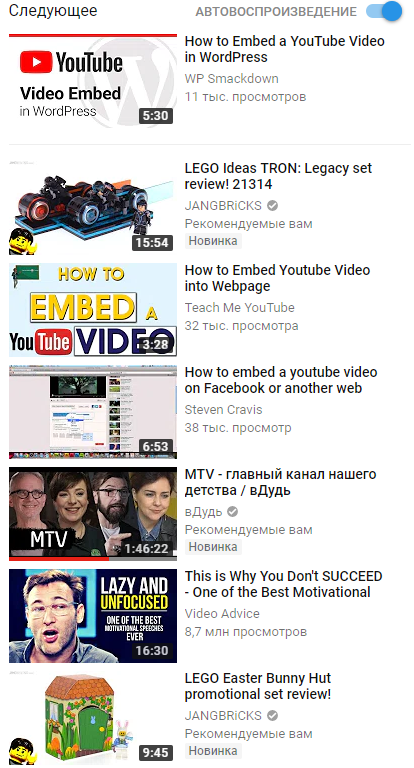 Следующее АВТОВОСПРОИЗВЕДЕНИЕ
YouTube
Video Embed
in WordPress
5:30
How to Embed a YouTube Video
in WordPress
WP Smackdown
11 тыс. просмотров
15:54
LEGO Ideas TRON: Legacy set
review! 21314
JANGBRiCKS
Рекомендуемые вам
Новинка
HOW TO
EMBED A
YouTube VIDEO
3:28
How to Embed Youtube Video
into Webpage
Teach Me YouTube
32 тыс. просмотра
6:53
How to embed a youtube video
on Facebook or another web
Steven Cravis
38 тыс. просмотр
MTV
1:46:22
MTV - главный канал нашего
детства / вДудь
вДудь
Рекомендуемые вам
Новинка
LAZY AND
UNFOCUSED
ONE OF THE BEST
MOTIVATIONAL SPEECHES
EVER
16:30
This is Why You Don't SUCCEED
- One of the Best Motivational
Video Advice
8,7 млн просмотров
9:45
LEGO Easter Bunny Hut
promotional set review!
JANGBRiCKS
Рекомендуемые вам
Новинка